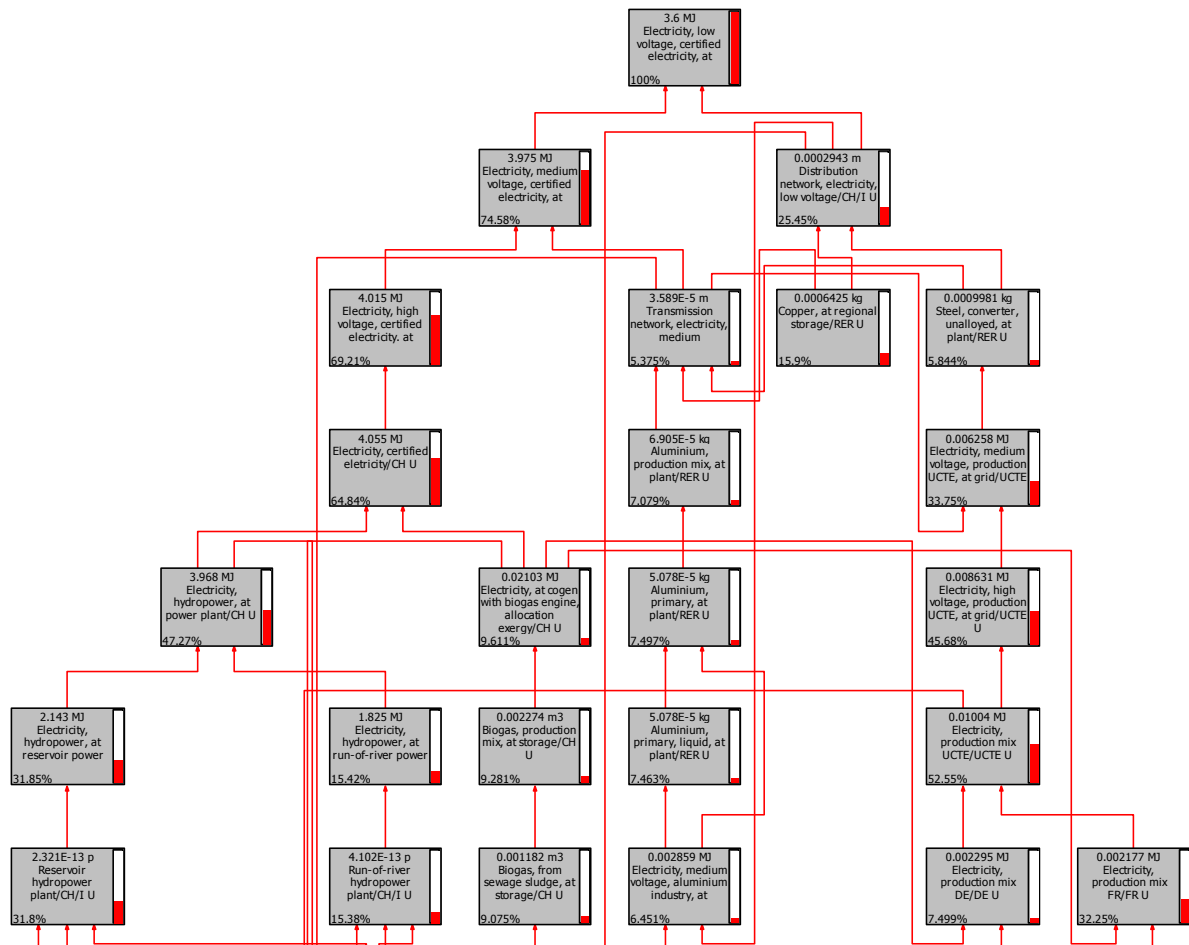 3.6 MJ
Electricity, low
voltage, certified
electricity, at
100%
3.975 MJ
Electricity, medium
voltage, certified
electricity, at
74.58%
0.0002943 m
Distribution
network, electricity,
low voltage/CH/I U
25.45%
4.015 MJ
Electricity, high
voltage, certified
electricity. at
69.21%
3.589E-5 m
Transmission
network, electricity,
medium
5.375%
0.0006425 kg
Copper, at regional
storage/RER U
15.9%
0.0009981 kg
Steel, converter,
unalloyed, at
plant/RER U
5.844%
4.055 MJ
Electricity, certified
eletricity/CH U
64.84%
6.905E-5 kg
Aluminium,
production mix, at
plant/RER U
7.079%
0.006258 MJ
Electricity, medium
voltage, production
UCTE, at grid/UCTE
33.75%
3.968 MJ
Electricity,
hydropower, at
power plant/CH U
47.27%
0.02103 MJ
Electricity, at cogen
with biogas engine,
allocation
exergy/CH U
9.611%
5.078E-5 kg
Aluminium,
primary, at
plant/RER U
7.497%
0.008631 MJ
Electricity, high
voltage, production
UCTE, at grid/UCTE
U
45.68%
2.143 MJ
Electricity,
hydropower, at
reservoir power
31.85%
1.825 MJ
Electricity,
hydropower, at
run-of-river power
15.42%
0.002274 m3
Biogas, production
mix, at storage/CH
U
9.281%
5.078E-5 kg
Aluminium,
primary, liquid, at
plant/RER U
7.463%
0.01004 MJ
Electricity,
production mix
UCTE/UCTE U
52.55%
2.321E-13 p
Reservoir
hydropower
plant/CH/I U
31.8%
4.102E-13 p
Run-of-river
hydropower
plant/CH/I U
15.38%
0.001182 m3
Biogas, from
sewage sludge, at
storage/CH U
9.075%
0.002859 MJ
Electricity, medium
voltage, aluminium
industry, at
6.451%
0.002295 MJ
Electricity,
production mix
DE/DE U
7.499%
0.002177 MJ
Electricity,
production mix
FR/FR U
32.25%